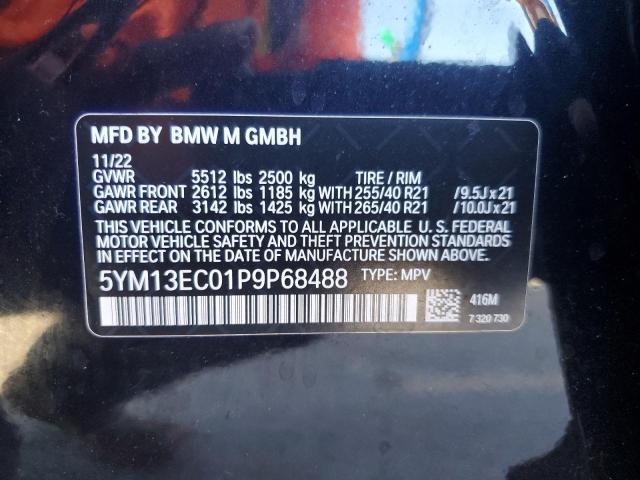 MFD BY BMW M GMBH
11/22
GVWR 5512 lbs 2500 kg TIRE / RIM
GAWR FRONT 2612 lbs 1185 kg WITH 255/40 R21 /9.5J x 21
GAWR REAR 3142 lbs 1425 kg WITH 265/40 R21 /10.0J x 21
THIS VEHICLE CONFORMS TO ALL APPLICABLE U. S. FEDERAL
MOTOR VEHICLE SAFETY, BUMPER, AND THEFT PREVENTION
STANDARDS IN EFFECT ON THE DATE OF MANUFACTURE SHOWN ABOVE.
5YM13EC01P9P68488 TYPE: MPV
416M
7 320 730